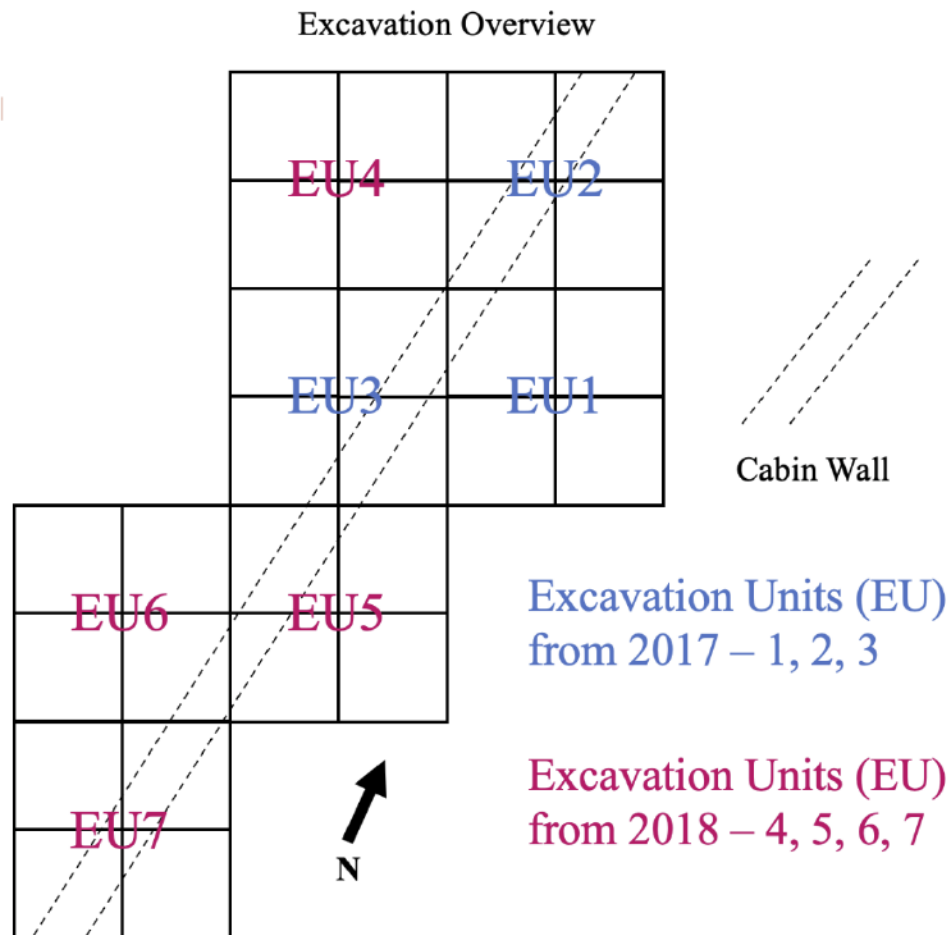 Excavation Overview
EU4
EU2
EU3
EU1
Cabin Wall
EU6
EU5
Excavation Units (EU)
from 2017 – 1, 2, 3
EU7
N
Excavation Units (EU)
from 2018 – 4, 5, 6, 7